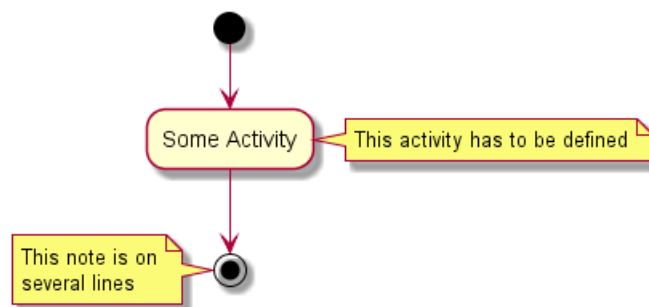 Some Activity
This activity has to be defined
This note is on
several lines